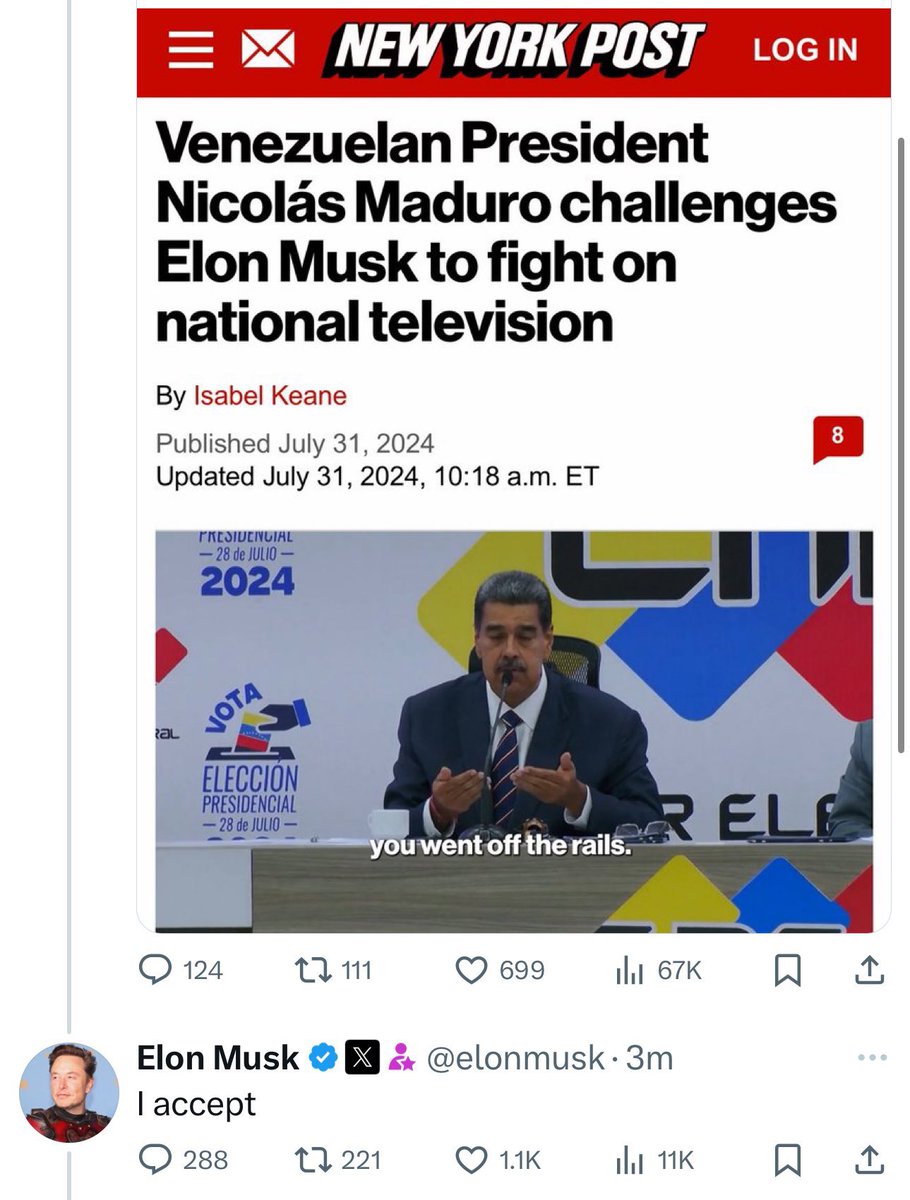 NEW YORK POST LOG IN
Venezuelan President
Nicolás Maduro challenges
Elon Musk to fight on
national television
By Isabel Keane
Published July 31, 2024
8
Updated July 31, 2024, 10:18 a.m. ET
PRESIDENCIAL
— 28 de JULIO —
2024
VOTA
ELECCIÓN
PRESIDENCIAL
— 28 de JULIO —
R ELE
you went off the rails.
124 111 699 67K
Elon Musk @elonmusk · 3m
I accept
288 221 1.1K 11K